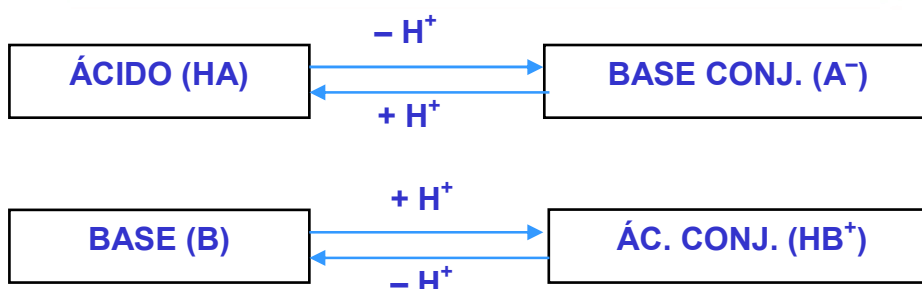 – H⁺
ÁCIDO (HA)
BASE CONJ. (A⁻)
+ H⁺
+ H⁺
BASE (B)
ÁC. CONJ. (HB⁺)
– H⁺